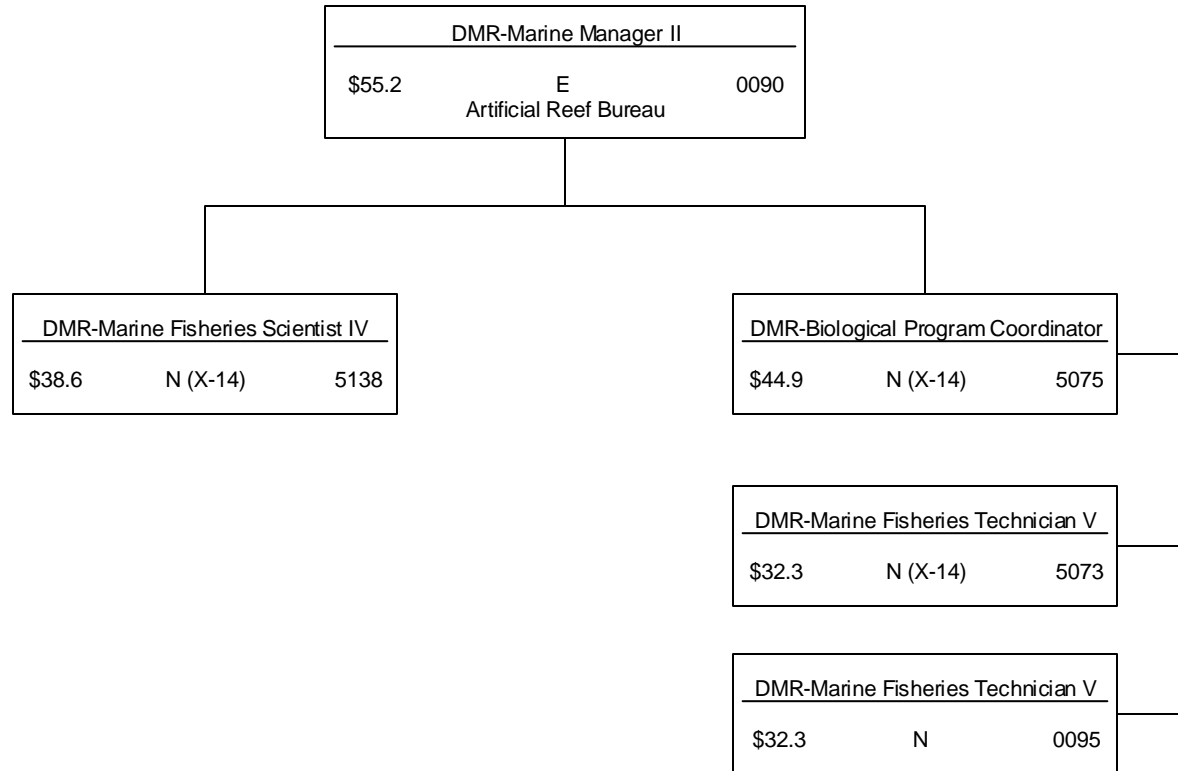 DMR-Marine Manager II
$55.2 E 0090
Artificial Reef Bureau
DMR-Marine Fisheries Scientist IV
$38.6 N (X-14) 5138
DMR-Biological Program Coordinator
$44.9 N (X-14) 5075
DMR-Marine Fisheries Technician V
$32.3 N (X-14) 5073
DMR-Marine Fisheries Technician V
$32.3 N 0095